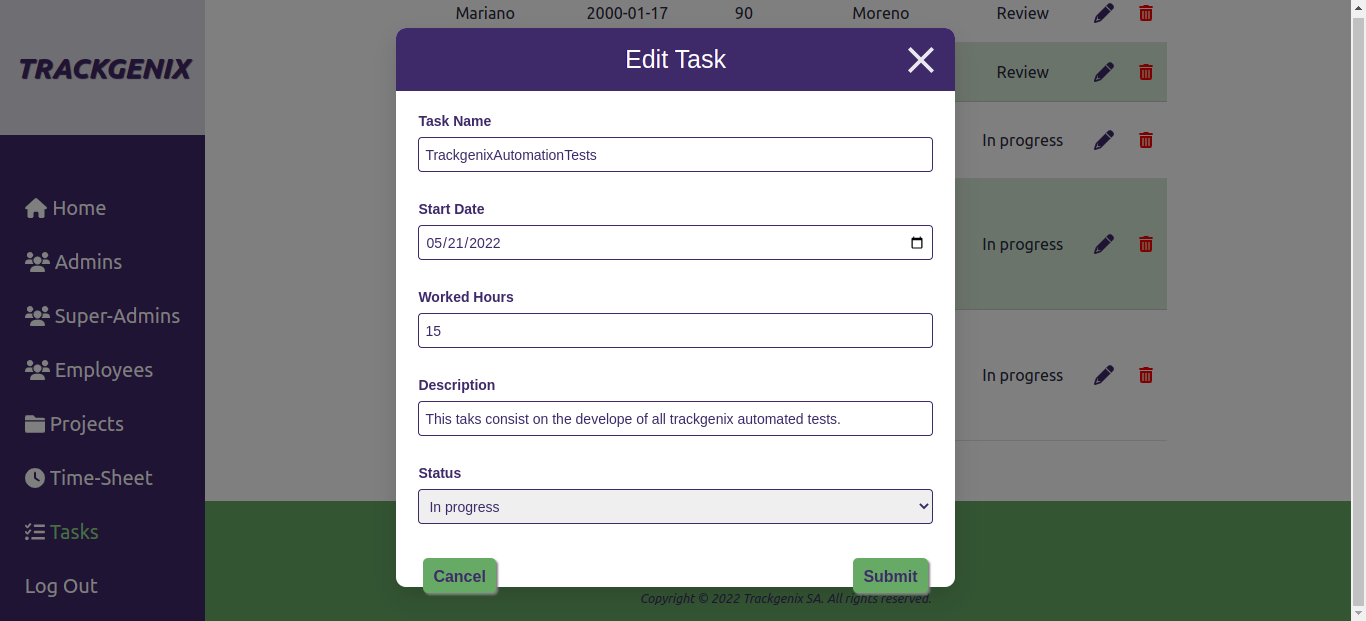 Mariano 2000-01-17 90 Moreno Review
TRACKGENIX
Edit Task
Review
Task Name
TrackgenixAutomationTests
In progress
Start Date
05/21/2022
In progress
Worked Hours
15
Description
This taks consist on the develope of all trackgenix automated tests.
In progress
Status
In progress
Cancel
Submit
Home
Admins
Super-Admins
Employees
Projects
Time-Sheet
Tasks
Log Out
Copyright © 2022 Trackgenix SA. All rights reserved.